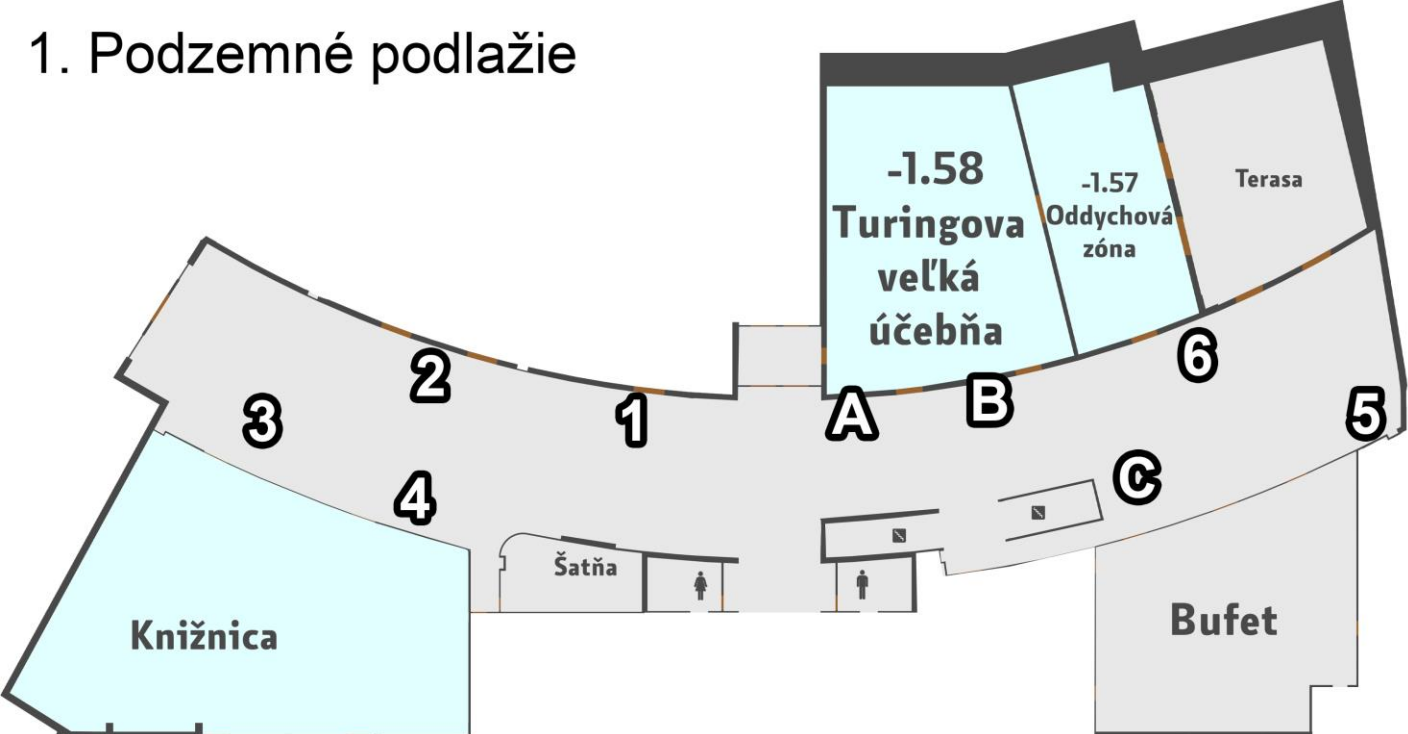 1. Podzemné podlažie
-1.58
Turingova
veľká
účebňa
-1.57
Oddychová
zóna
Terasa
2
3
1
4
A
B
6
5
C
Šatňa
Knižnica
Bufet